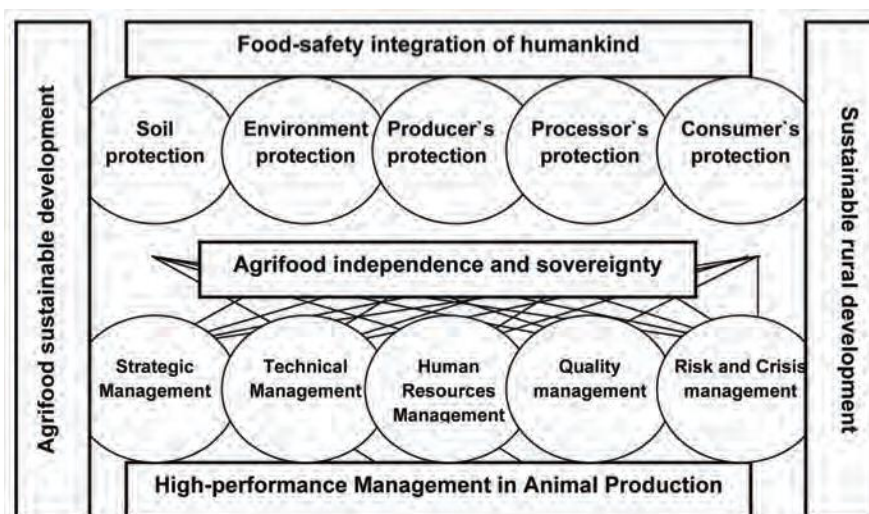 Food-safety integration of humankind
Agrifood sustainable development
Soil
protection
Environment
protection
Producer`s
protection
Processor`s
protection
Consumer`s
protection
Sustainable rural development
Agrifood independence and sovereignty
Strategic
Management
Technical
Management
Human
Resources
Management
Quality
management
Risk and Crisis
management
High-performance Management in Animal Production